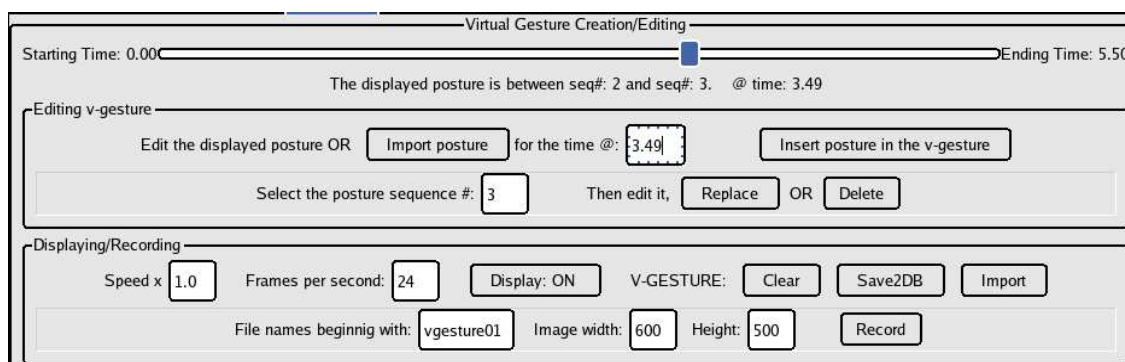 Virtual Gesture Creation/Editing
Starting Time: 0.00 Ending Time: 5.50
The displayed posture is between seq#: 2 and seq#: 3. @ time: 3.49
Editing v-gesture
Edit the displayed posture OR Import posture for the time @: 3.49 Insert posture in the v-gesture
Select the posture sequence #: 3 Then edit it, Replace OR Delete
Displaying/Recording
Speed x 1.0 Frames per second: 24 Display: ON V-GESTURE: Clear Save2DB Import
File names beginnig with: vgesture01 Image width: 600 Height: 500 Record